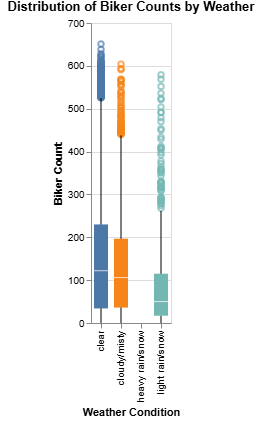 Distribution of Biker Counts by Weather
700
600
500
400
300
200
100
0
Biker Count
clear
cloudy/misty
heavy rain/snow
light rain/snow
Weather Condition